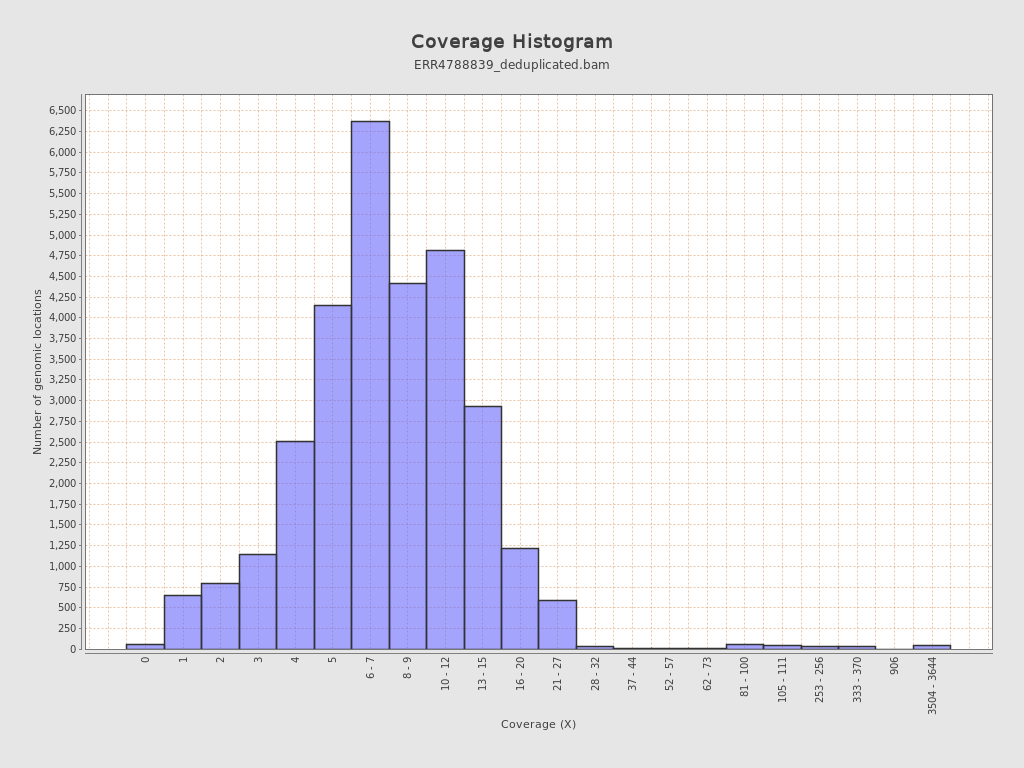 Coverage Histogram
ERR4788839_deduplicated.bam
Number of genomic locations
6,500
6,250
6,000
5,750
5,500
5,250
5,000
4,750
4,500
4,250
4,000
3,750
3,500
3,250
3,000
2,750
2,500
2,250
2,000
1,750
1,500
1,250
1,000
750
500
250
0
0
1
2
3
4
5
6 - 7
8 - 9
10 - 12
13 - 15
16 - 20
21 - 27
28 - 32
37 - 44
52 - 57
62 - 73
81 - 100
105 - 111
253 - 256
333 - 370
906
3504 - 3644
Coverage (X)